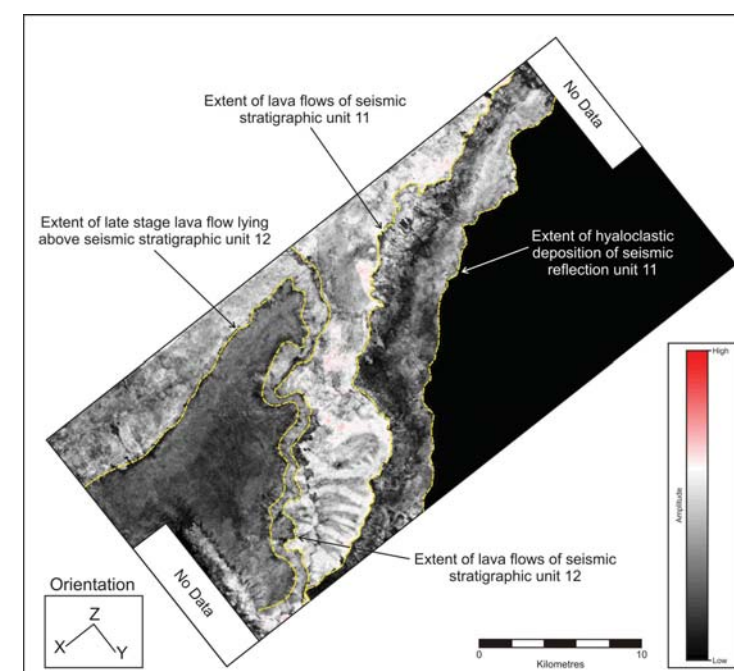 No Data
Extent of lava flows of seismic
stratigraphic unit 11
Extent of late stage lava flow lying
above seismic stratigraphic unit 12
Extent of hyaloclastic
deposition of seismic
reflection unit 11
High
Amplitude
Low
Extent of lava flows of seismic
stratigraphic unit 12
No Data
Orientation
Z
X
Y
0
10
Kilometres